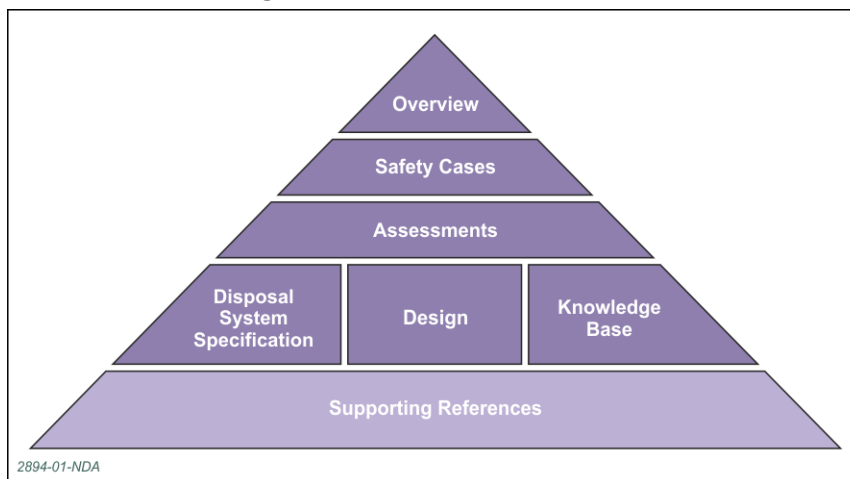 Overview
Safety Cases
Assessments
Disposal
System
Specification
Design
Knowledge
Base
Supporting References
2894-01-NDA